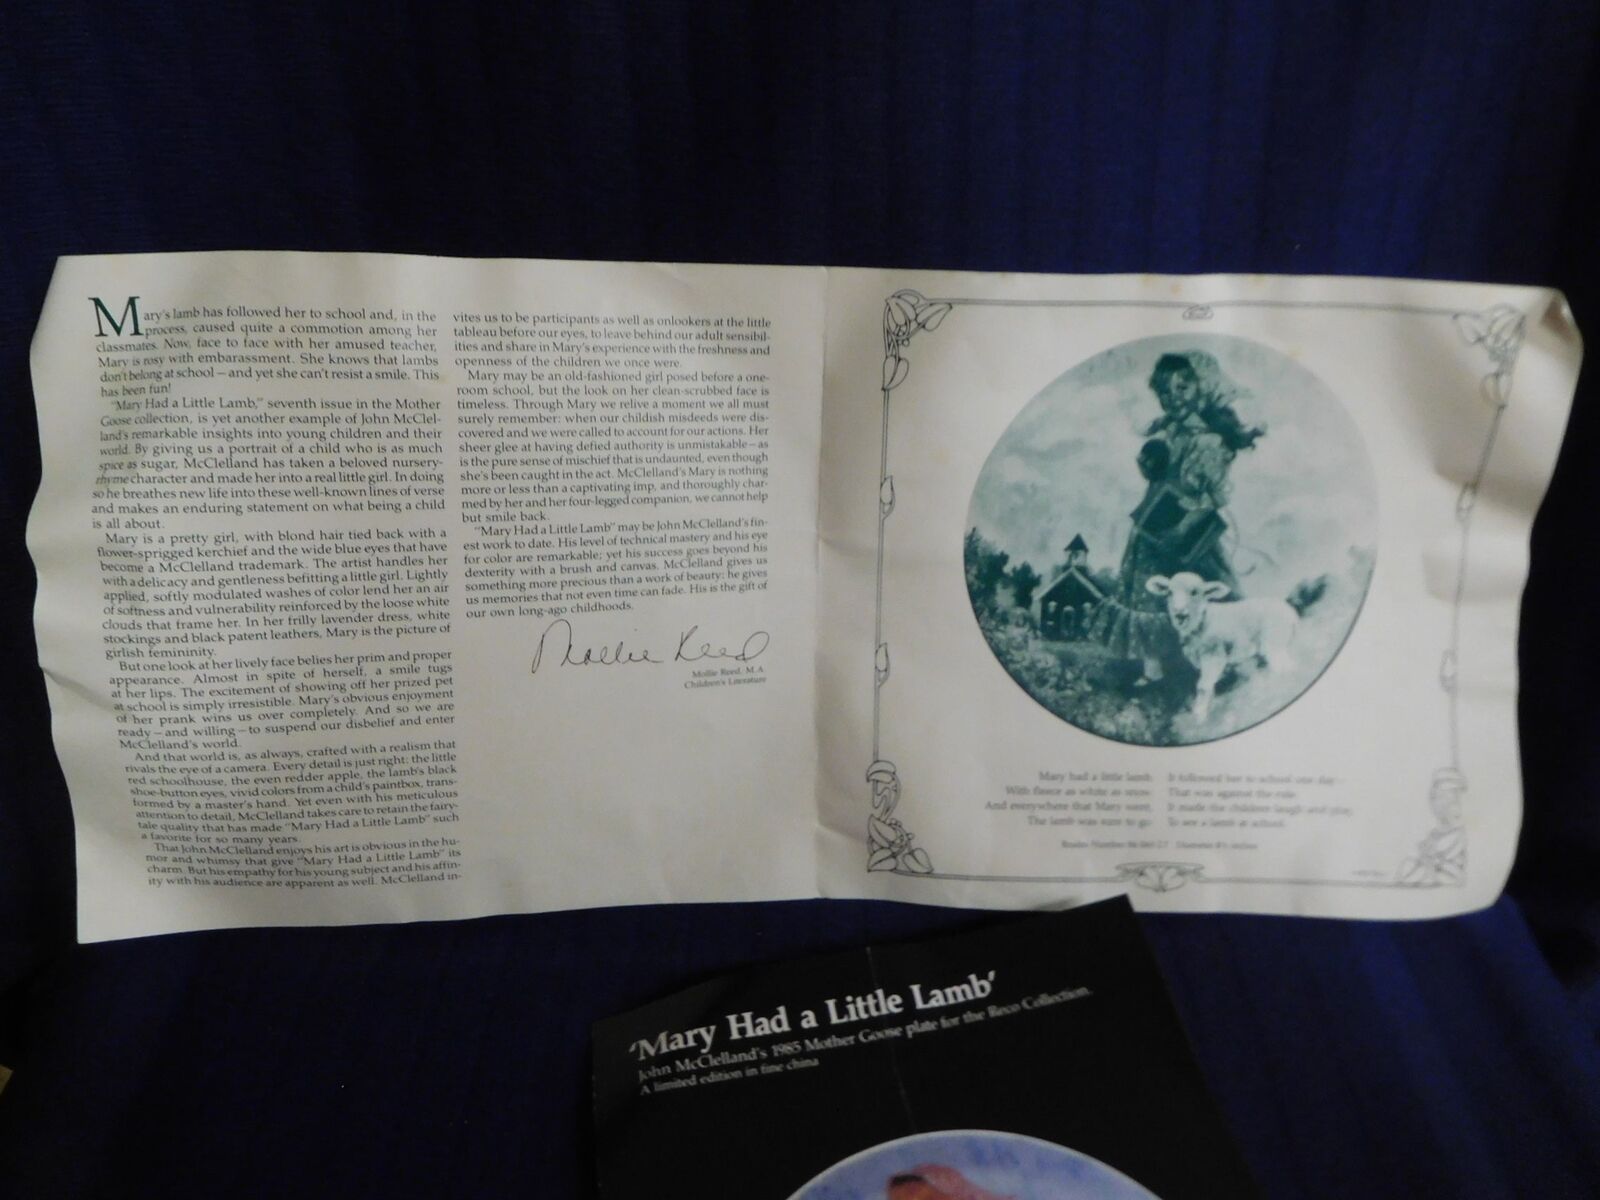 Mary's lamb has followed her to school and, in the
process, caused quite a commotion among her
classmates. Now, face to face with her amused teacher,
Mary is rosy with embarassment. She knows that lambs
don't belong at school – and yet she can't resist a smile. This
has been fun!
"Mary Had a Little Lamb," seventh issue in the Mother
Goose collection, is yet another example of John McClel-
land's remarkable insights into young children and their
world. By giving us a portrait of a child who is as much
spice as sugar, McClelland has taken a beloved nursery-
rhyme character and made her into a real little girl. In doing
so he breathes new life into these well-known lines of verse
and makes an enduring statement on what being a child
is all about.
Mary is a pretty girl, with blond hair tied back with a
flower-sprigged kerchief and the wide blue eyes that have
become a McClelland trademark. The artist handles her
with a delicacy and gentleness befitting a little girl. Lightly
applied, softly modulated washes of color lend her an air
of softness and vulnerability reinforced by the loose white
clouds that frame her. In her frilly lavender dress, white
stockings and black patent leathers, Mary is the picture of
girlish femininity.
But one look at her lively face belies her prim and proper
appearance. Almost in spite of herself, a smile tugs
at her lips. The excitement of showing off her prized pet
at school is simply irresistible. Mary's obvious enjoyment
of her prank wins us over completely. And so we are
ready – and willing – to suspend our disbelief and enter
McClelland's world.
And that world is, as always, crafted with a realism that
rivals the eye of a camera. Every detail is just right: the little
red schoolhouse, the even redder apple, the lamb's black
shoe-button eyes, vivid colors from a child's paintbox, trans-
formed by a master's hand. Yet even with his meticulous
attention to detail, McClelland takes care to retain the fairy-
tale quality that has made "Mary Had a Little Lamb" such
a favorite for so many years.
That John McClelland enjoys his art is obvious in the hu-
mor and whimsy that give "Mary Had a Little Lamb" its
charm. But his empathy for his young subject and his affin-
ity with his audience are apparent as well. McClelland in-
vites us to be participants as well as onlookers at the little
tableau before our eyes, to leave behind our adult sensibil-
ities and share in Mary's experience with the freshness and
openness of the children we once were.
Mary may be an old-fashioned girl posed before a one-
room school, but the look on her clean-scrubbed face is
timeless. Through Mary we relive a moment we all must
surely remember: when our childish misdeeds were dis-
covered and we were called to account for our actions. Her
sheer glee at having defied authority is unmistakable – as
is the pure sense of mischief that is undaunted, even though
she's been caught in the act. McClelland's Mary is nothing
more or less than a captivating imp, and thoroughly char-
med by her and her four-legged companion, we cannot help
but smile back.
"Mary Had a Little Lamb" may be John McClelland's fin-
est work to date. His level of technical mastery and his eye
for color are remarkable; yet his success goes beyond his
dexterity with a brush and canvas. McClelland gives us
something more precious than a work of beauty: he gives
us memories that not even time can fade. His is the gift of
our own long-ago childhoods.
Mollie Reed
Mollie Reed, M.A.
Children's Literature
Mary had a little lamb
With fleece as white as snow
And everywhere that Mary went,
The lamb was sure to go
It followed her to school one day
That was against the rule
It made the children laugh and play
To see a lamb at school.
'Mary Had a Little Lamb'
John McClelland's 1985 Mother Goose plate for the Reco Collection.
A limited edition in fine china